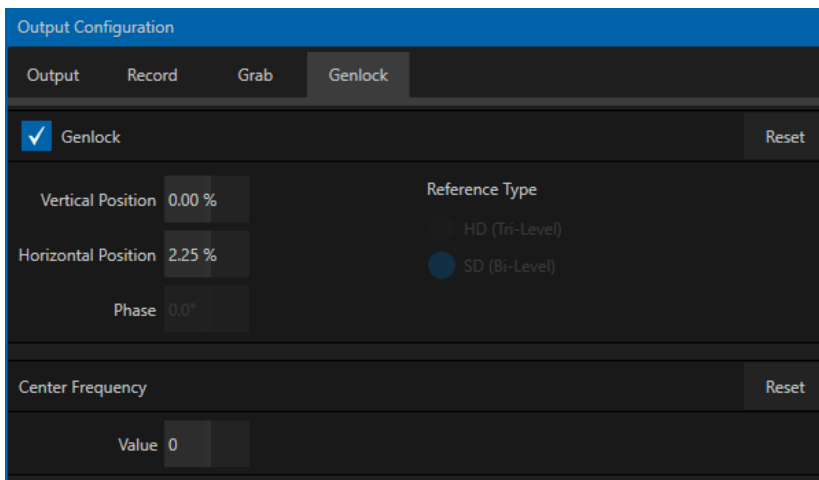 Output Configuration
Output Record Grab Genlock
Genlock Reset
Vertical Position 0.00 % Reference Type
HD (Tri-Level)
Horizontal Position 2.25 %
SD (Bi-Level)
Phase 0.0°
Center Frequency Reset
Value 0